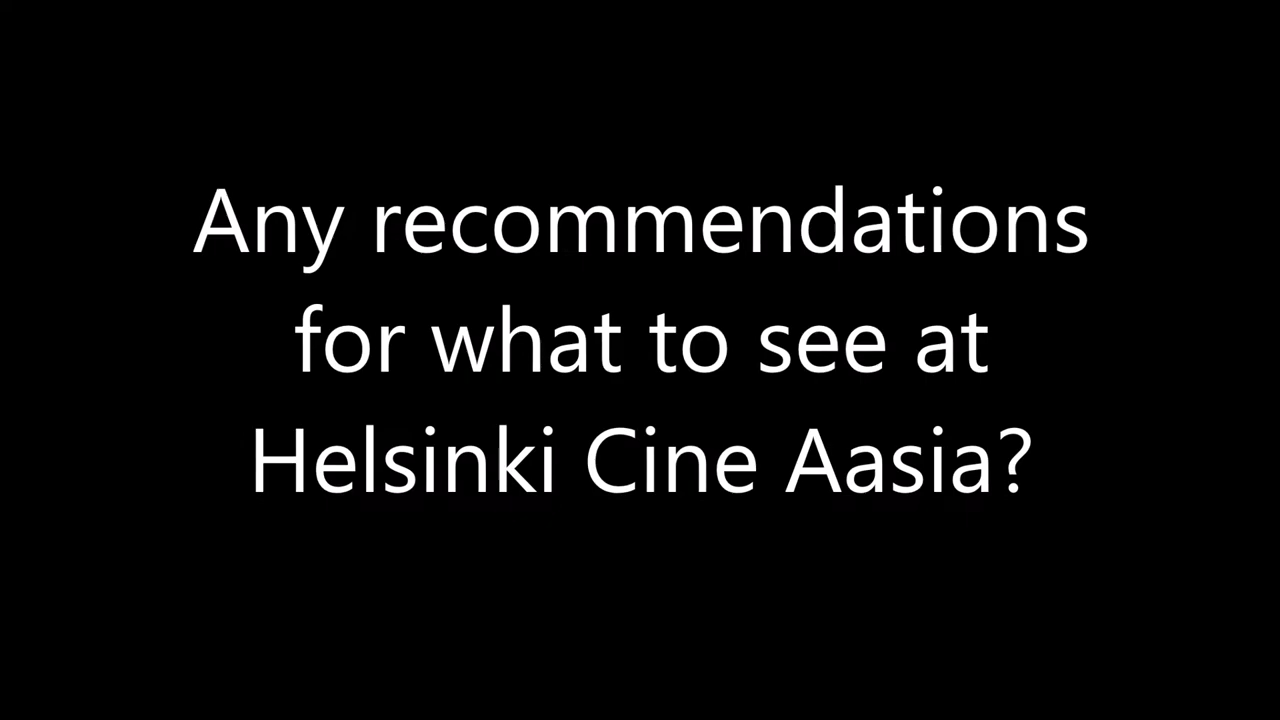 Any recommendations
for what to see at
Helsinki Cine Aasia?